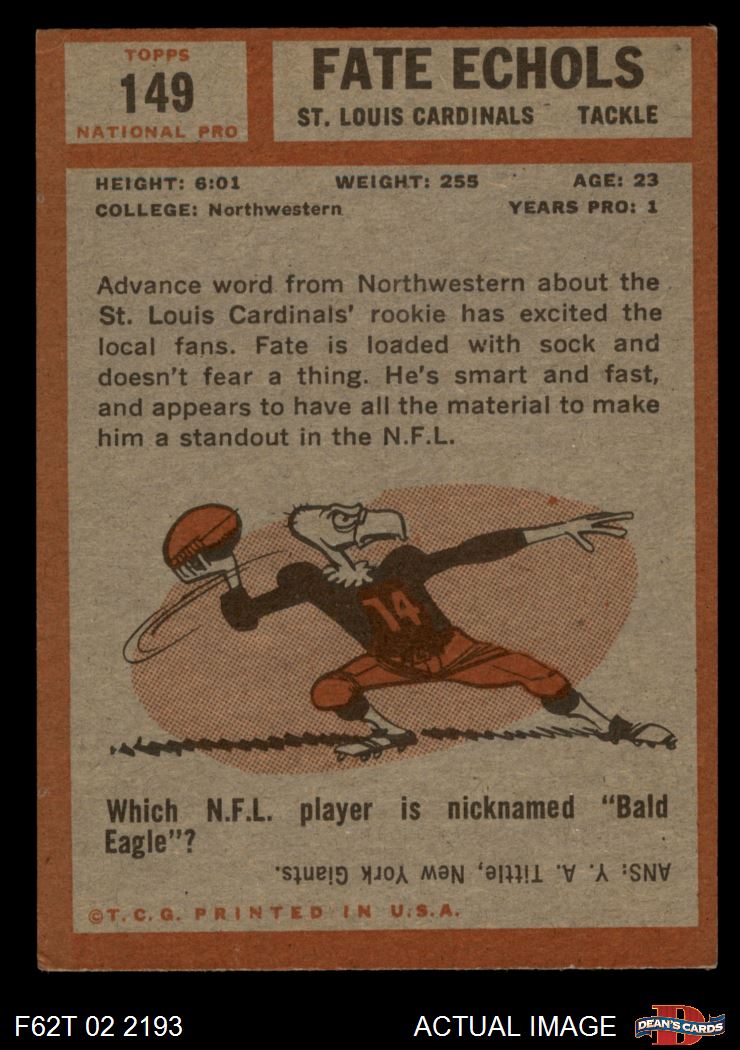 TOPPS
149
NATIONAL PRO
FATE ECHOLS
ST. LOUIS CARDINALS TACKLE
HEIGHT: 6:01 WEIGHT: 255 AGE: 23
COLLEGE: Northwestern YEARS PRO: 1
Advance word from Northwestern about the
St. Louis Cardinals' rookie has excited the
local fans. Fate is loaded with sock and
doesn't fear a thing. He's smart and fast,
and appears to have all the material to make
him a standout in the N.F.L.
14
Which N.F.L. player is nicknamed "Bald
Eagle"?
ANS: Y. A. Tittle, New York Giants.
©T.C.G. PRINTED IN U.S.A.
F62T 02 2193 ACTUAL IMAGE
D
DEAN'S CARDS